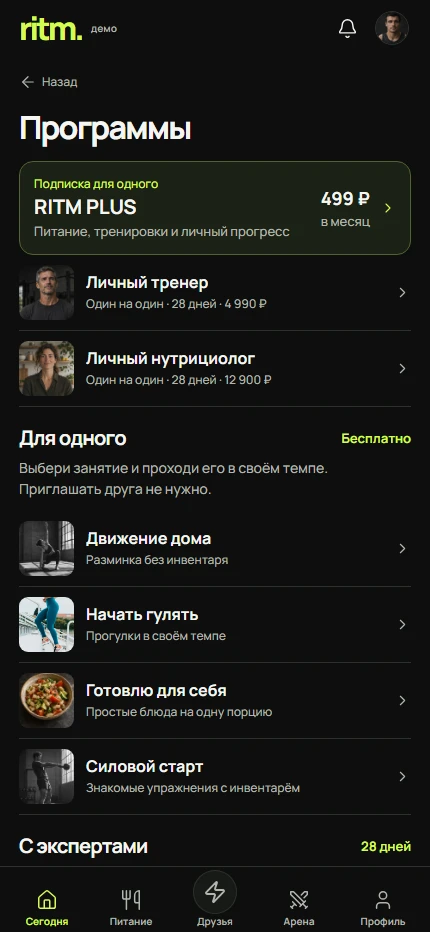 ritm. демо
Назад
Программы
Подписка для одного
RITM PLUS
Питание, тренировки и личный прогресс
499 ₽
в месяц
Личный тренер
Один на один · 28 дней · 4 990 ₽
Личный нутрициолог
Один на один · 28 дней · 12 900 ₽
Для одного
Бесплатно
Выбери занятие и проходи его в своём темпе.
Приглашать друга не нужно.
Движение дома
Разминка без инвентаря
Начать гулять
Прогулки в своём темпе
Готовлю для себя
Простые блюда на одну порцию
Силовой старт
Знакомые упражнения с инвентарём
С экспертами
28 дней
Сегодня
Питание
Друзья
Арена
Профиль